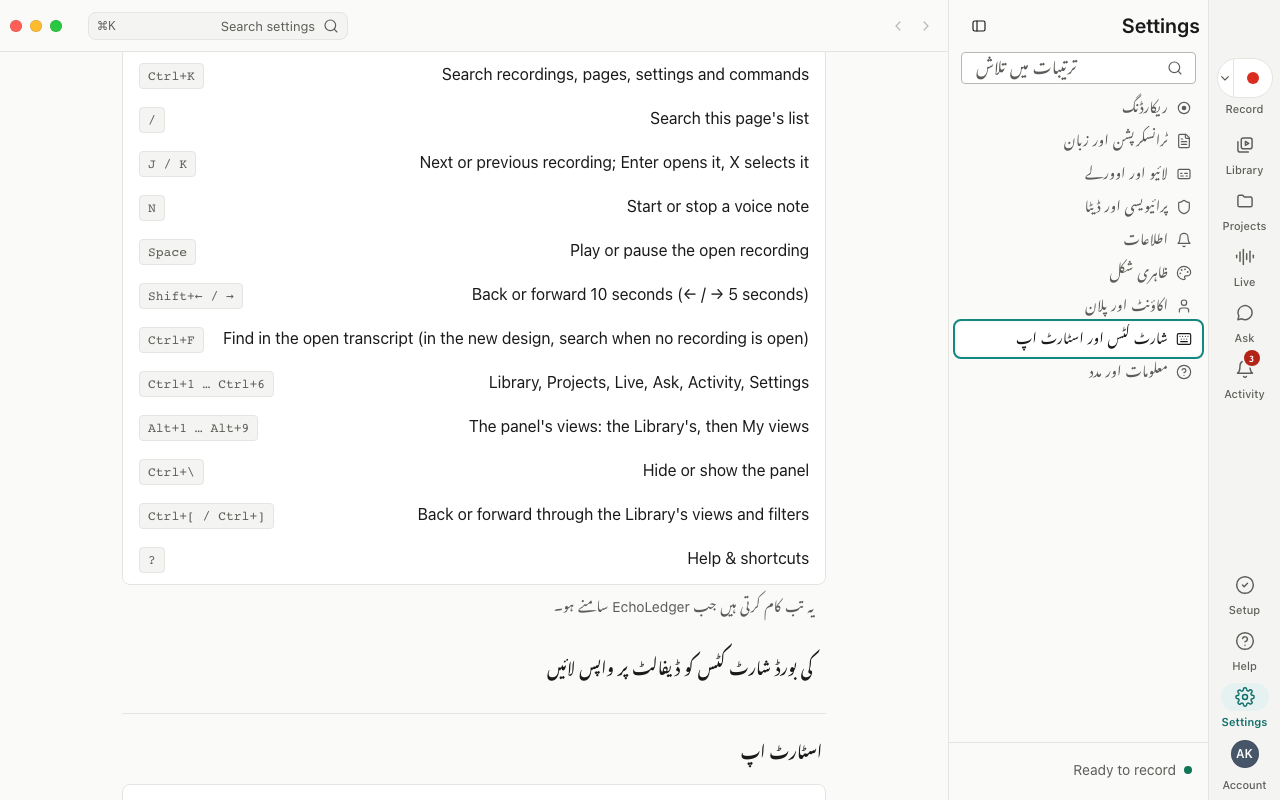 ⌘K
Search settings
Settings
Ctrl+K
Search recordings, pages, settings and commands
/
Search this page's list
J / K
Next or previous recording; Enter opens it, X selects it
N
Start or stop a voice note
Space
Play or pause the open recording
Shift+← / →
Back or forward 10 seconds (← / → 5 seconds)
Ctrl+F
Find in the open transcript (in the new design, search when no recording is open)
Ctrl+1 … Ctrl+6
Library, Projects, Live, Ask, Activity, Settings
Alt+1 … Alt+9
The panel's views: the Library's, then My views
Ctrl+\
Hide or show the panel
Ctrl+[ / Ctrl+]
Back or forward through the Library's views and filters
?
Help & shortcuts
یہ تب کام کرتی ہیں جب EchoLedger سامنے ہو۔
کی بورڈ شارٹ کٹس کو ڈیفالٹ پر واپس لائیں
اسٹارٹ اپ
ترتیبات میں تلاش
ریکارڈنگ
ٹرانسکرپشن اور زبان
لائیو اور اوورلے
پرائیویسی اور ڈیٹا
اطلاعات
ظاہری شکل
اکاؤنٹ اور پلان
شارٹ کٹس اور اسٹارٹ اپ
معلومات اور مدد
Ready to record
Record
Library
Projects
Live
Ask
3
Activity
Setup
Help
Settings
AK
Account